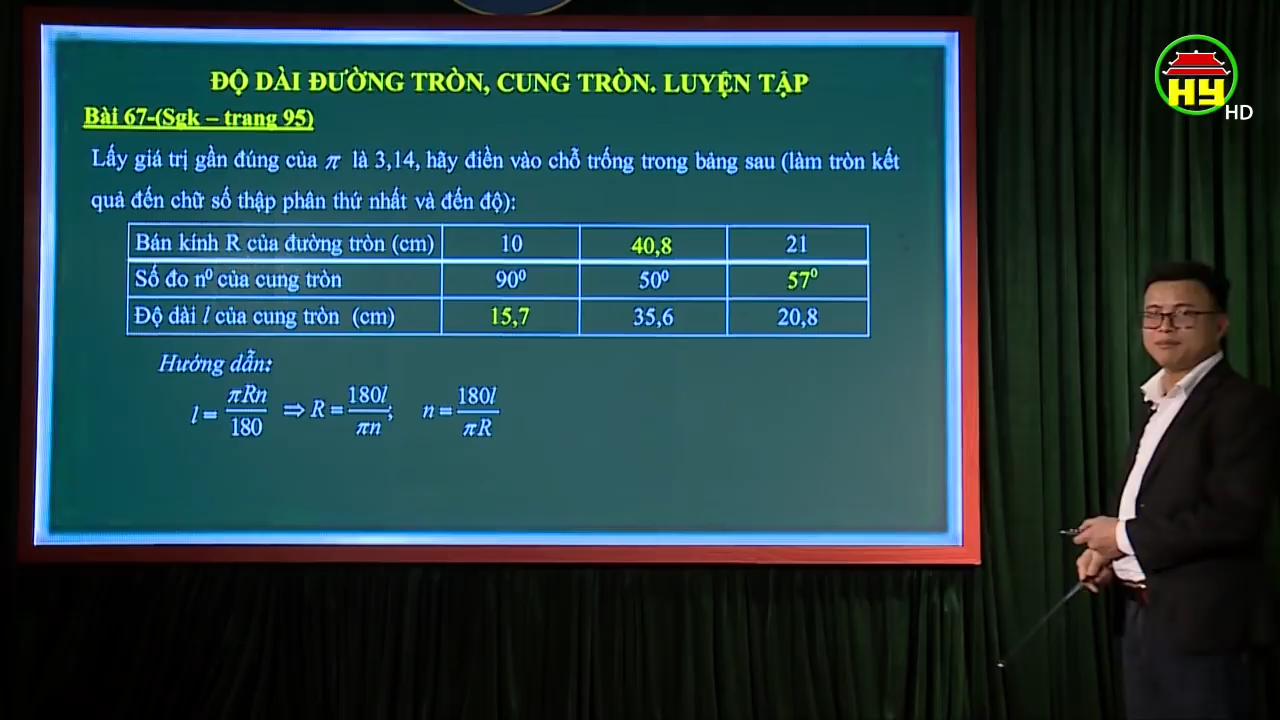 ĐỘ DÀI ĐƯỜNG TRÒN, CUNG TRÒN. LUYỆN TẬP
Bài 67-(Sgk – trang 95)
Lấy giá trị gần đúng của π là 3,14, hãy điền vào chỗ trống trong bảng sau (làm tròn kết
quả đến chữ số thập phân thứ nhất và đến độ):
Bán kính R của đường tròn (cm) 10 40,8 21
Số đo n⁰ của cung tròn 90⁰ 50⁰ 57⁰
Độ dài l của cung tròn (cm) 15,7 35,6 20,8
Hướng dẫn:
l = πRn/180 ⇒ R = 180l/πn; n = 180l/πR
HY
HD